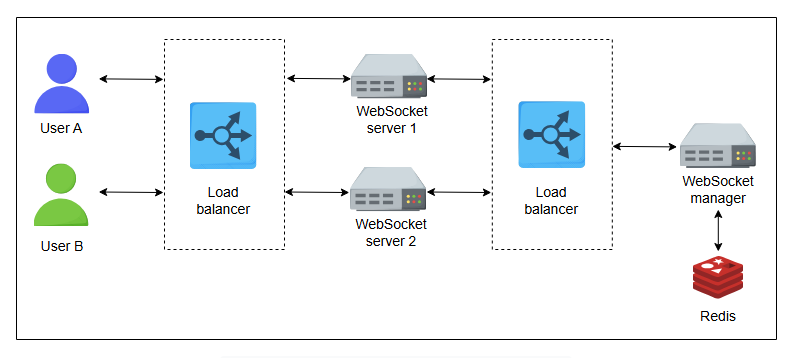 User A
User B
Load
balancer
WebSocket
server 1
WebSocket
server 2
Load
balancer
WebSocket
manager
Redis